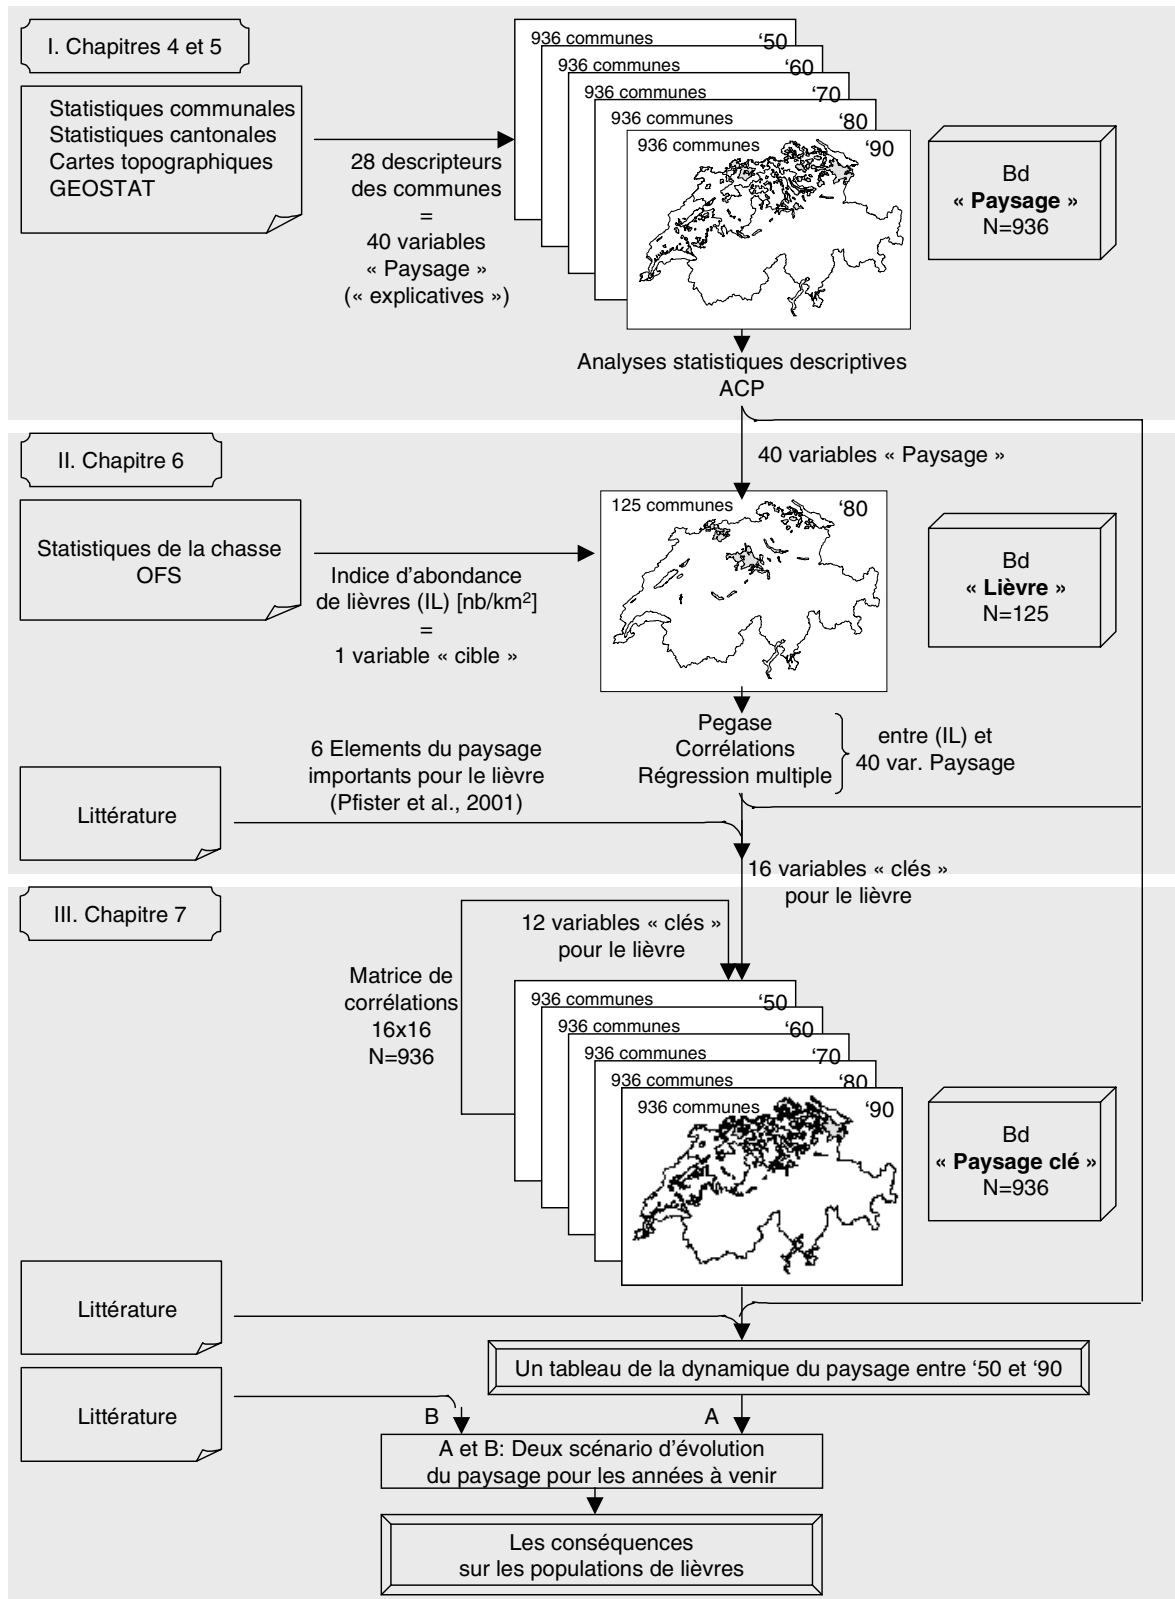 I. Chapitres 4 et 5
Statistiques communales
Statistiques cantonales
Cartes topographiques
GEOSTAT
28 descripteurs
des communes
=
40 variables
« Paysage »
(« explicatives »)
936 communes ‘50
936 communes ‘60
936 communes ‘70
936 communes ‘80
936 communes ‘90
Bd
« Paysage »
N=936
Analyses statistiques descriptives
ACP
II. Chapitre 6
40 variables « Paysage »
Statistiques de la chasse
OFS
Indice d’abondance
de lièvres (IL) [nb/km²]
=
1 variable « cible »
125 communes ‘80
Bd
« Lièvre »
N=125
Pegase
Corrélations
Régression multiple
entre (IL) et
40 var. Paysage
6 Elements du paysage
importants pour le lièvre
(Pfister et al., 2001)
Littérature
16 variables « clés »
pour le lièvre
III. Chapitre 7
12 variables « clés »
pour le lièvre
Matrice de
corrélations
16x16
N=936
936 communes ‘50
936 communes ‘60
936 communes ‘70
936 communes ‘80
936 communes ‘90
Bd
« Paysage clé »
N=936
Littérature
Un tableau de la dynamique du paysage entre ‘50 et ‘90
Littérature
B
A
A et B: Deux scénario d’évolution
du paysage pour les années à venir
Les conséquences
sur les populations de lièvres